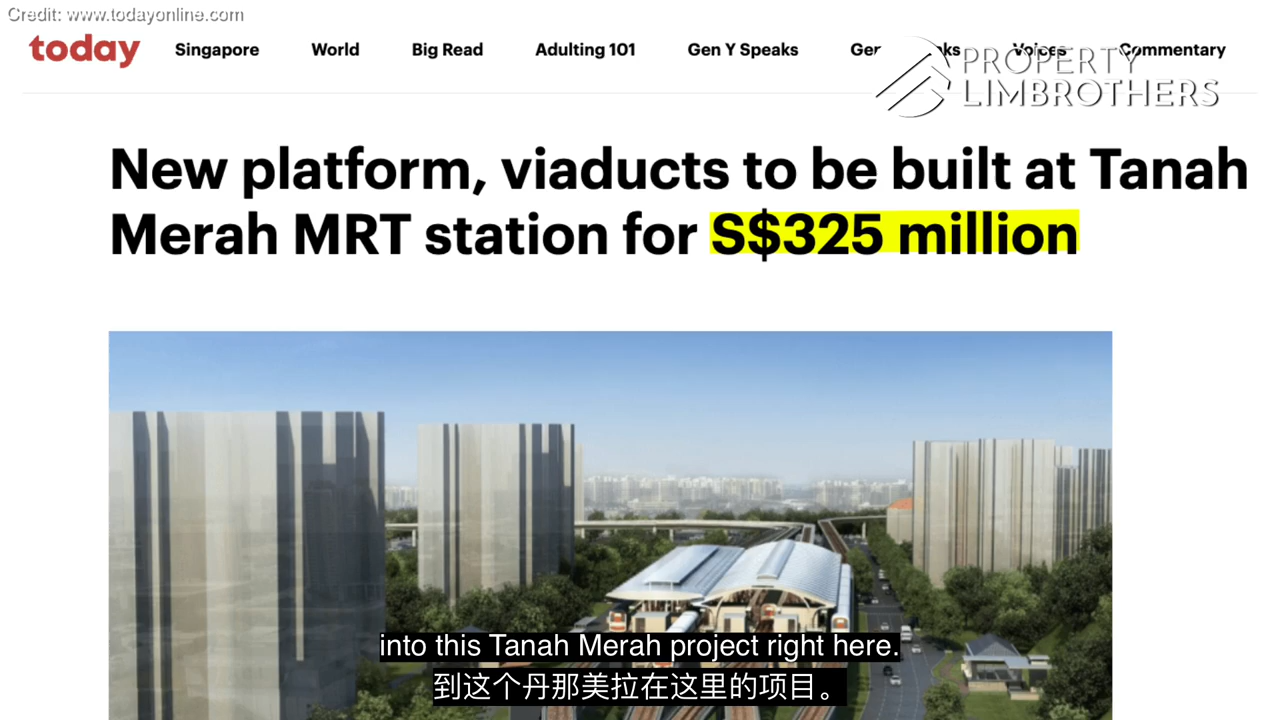 Credit: www.todayonline.com
today Singapore World Big Read Adulting 101 Gen Y Speaks Voices Commentary
PROPERTY
LIMBROTHERS
New platform, viaducts to be built at Tanah
Merah MRT station for S$325 million
into this Tanah Merah project right here.
到这个丹那美拉在这里的项目。